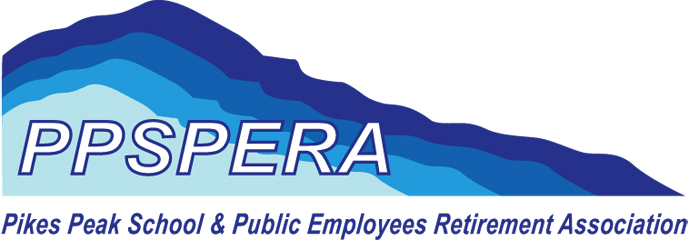 PPSPERA
Pikes Peak School & Public Employees Retirement Association